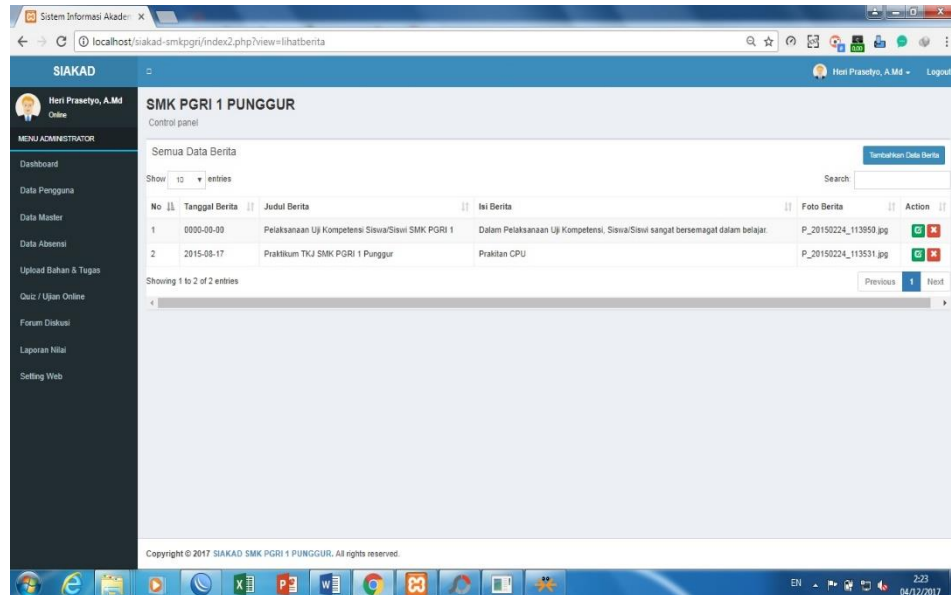 Sistem Informasi Akader
localhost/siakad-smkpgri/index2.php?view=lihatberita
SIAKAD
Heri Prasetyo, A.Md
Logout
Heri Prasetyo, A.Md
Online
SMK PGRI 1 PUNGGUR
Control panel
MENU ADMINISTRATOR
Dashboard
Data Pengguna
Data Master
Data Absensi
Upload Bahan & Tugas
Quiz / Ujian Online
Forum Diskusi
Laporan Nilai
Setting Web
Semua Data Berita
Tambahkan Data Berita
Show 10 entries
Search:
No Tanggal Berita Judul Berita Isi Berita Foto Berita Action
1 0000-00-00 Pelaksanaan Uji Kompetensi Siswa/Siswi SMK PGRI 1 Dalam Pelaksanaan Uji Kompetensi, Siswa/Siswi sangat bersemagat dalam belajar. P_20150224_113950.jpg
2 2015-08-17 Praktikum TKJ SMK PGRI 1 Punggur Prakitan CPU P_20150224_113531.jpg
Showing 1 to 2 of 2 entries
Previous 1 Next
Copyright © 2017 SIAKAD SMK PGRI 1 PUNGGUR. All rights reserved.
EN
2:23
04/12/2017